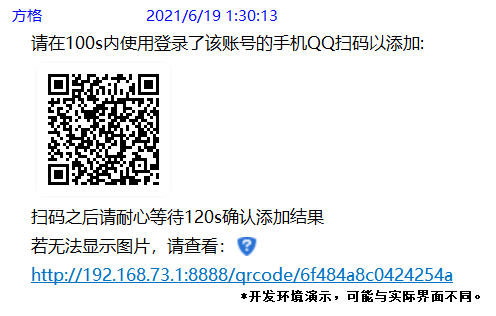 方格 2021/6/19 1:30:13
请在100s内使用登录了该账号的手机QQ扫码以添加:
扫码之后请耐心等待120s确认添加结果
若无法显示图片，请查看：
http://192.168.73.1:8888/qrcode/6f484a8c0424254a
*开发环境演示，可能与实际界面不同。